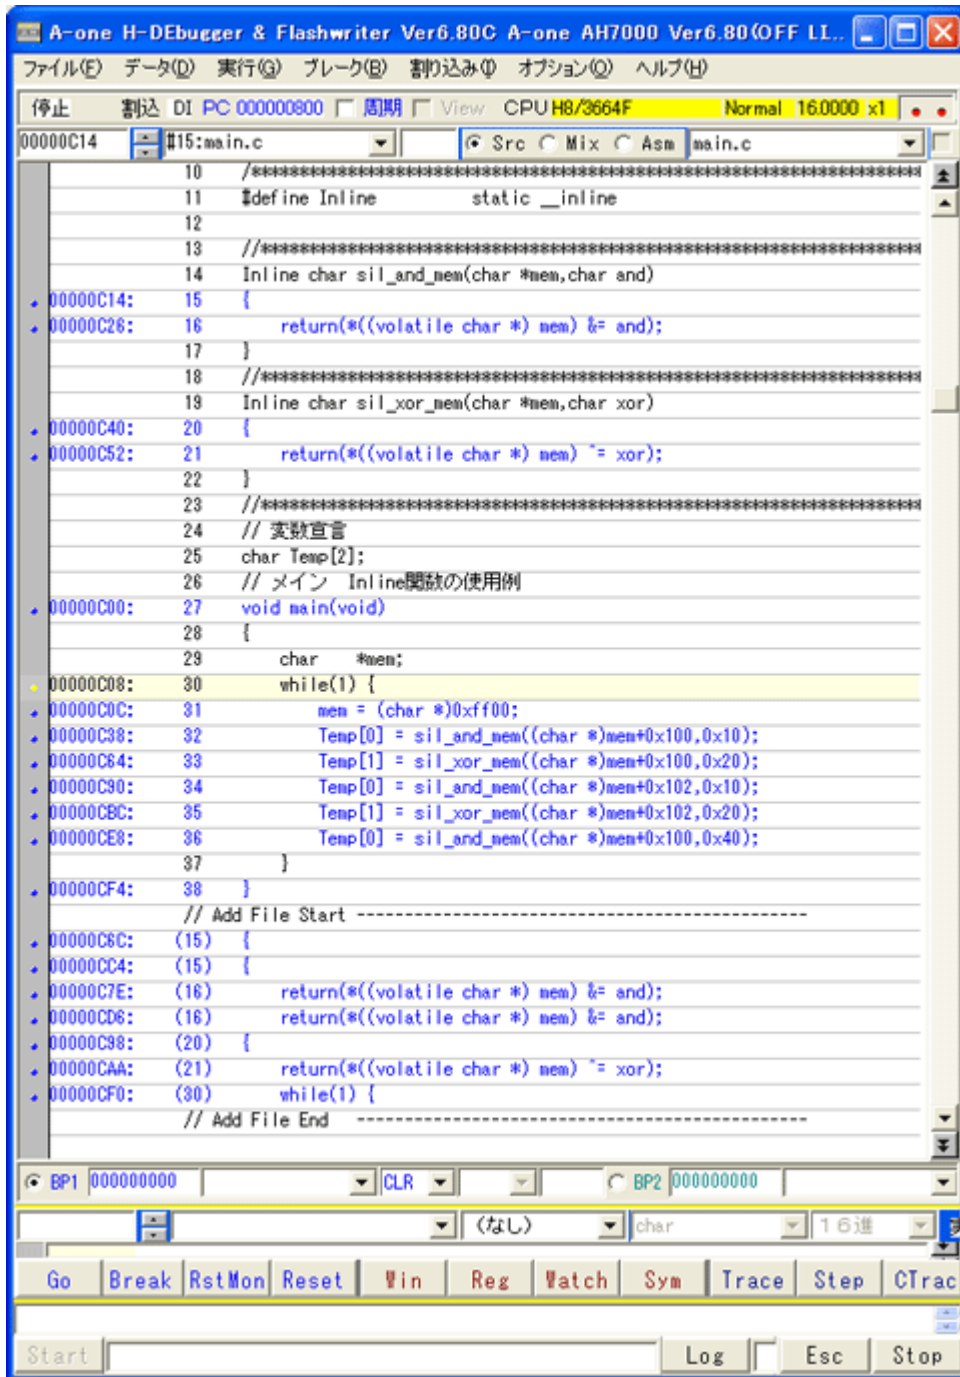 A-one H-DEbugger & Flashwriter Ver6.80C A-one AH7000 Ver6.80(OFF LI..
ファイル(F) データ(D) 実行(G) ブレーク(B) 割り込み(I) オプション(O) ヘルプ(H)
停止 割込 DI PC 000000800 周期 View CPU H8/3664F Normal 16.0000 x1
00000C14 #15:main.c Src Mix Asm main.c
10 /**********************************************************************
11 #define Inline static __inline
12
13 //*********************************************************************
14 Inline char sil_and_mem(char *mem,char and)
00000C14: 15 {
00000C26: 16 return(*((volatile char *) mem) &= and);
17 }
18 //*********************************************************************
19 Inline char sil_xor_mem(char *mem,char xor)
00000C40: 20 {
00000C52: 21 return(*((volatile char *) mem) ^= xor);
22 }
23 //*********************************************************************
24 // 変数宣言
25 char Temp[2];
26 // メイン Inline関数の使用例
00000C00: 27 void main(void)
28 {
29 char *mem;
00000C08: 30 while(1) {
00000C0C: 31 mem = (char *)0xff00;
00000C38: 32 Temp[0] = sil_and_mem((char *)mem+0x100,0x10);
00000C64: 33 Temp[1] = sil_xor_mem((char *)mem+0x100,0x20);
00000C90: 34 Temp[0] = sil_and_mem((char *)mem+0x102,0x10);
00000CBC: 35 Temp[1] = sil_xor_mem((char *)mem+0x102,0x20);
00000CE8: 36 Temp[0] = sil_and_mem((char *)mem+0x100,0x40);
37 }
00000CF4: 38 }
// Add File Start -----------------------------------------------
00000C6C: (15) {
00000CC4: (15) {
00000C7E: (16) return(*((volatile char *) mem) &= and);
00000CD6: (16) return(*((volatile char *) mem) &= and);
00000C98: (20) {
00000CAA: (21) return(*((volatile char *) mem) ^= xor);
00000CF0: (30) while(1) {
// Add File End -----------------------------------------------
BP1 000000000 CLR BP2 000000000
(なし) char 16進
Go Break RstMon Reset Win Reg Watch Sym Trace Step CTrac
Start Log Esc Stop